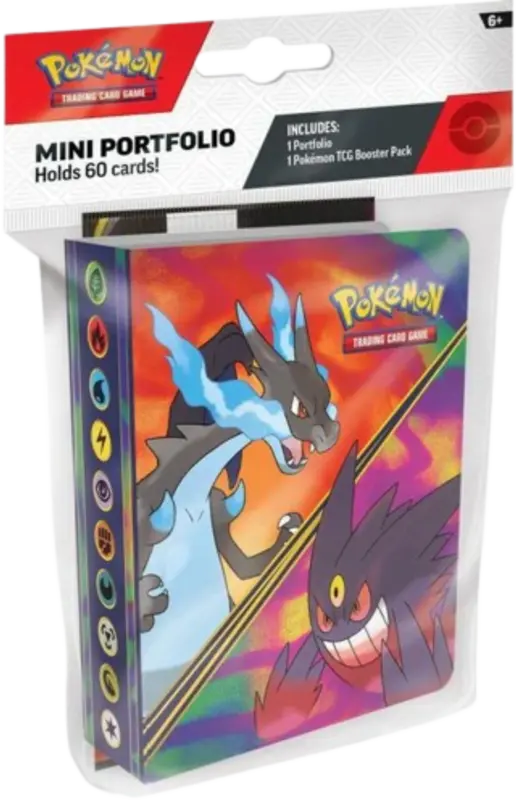 6+
POKÉMON
TRADING CARD GAME
MINI PORTFOLIO
Holds 60 cards!
INCLUDES:
1 Portfolio
1 Pokémon TCG Booster Pack
POKÉMON
TRADING CARD GAME